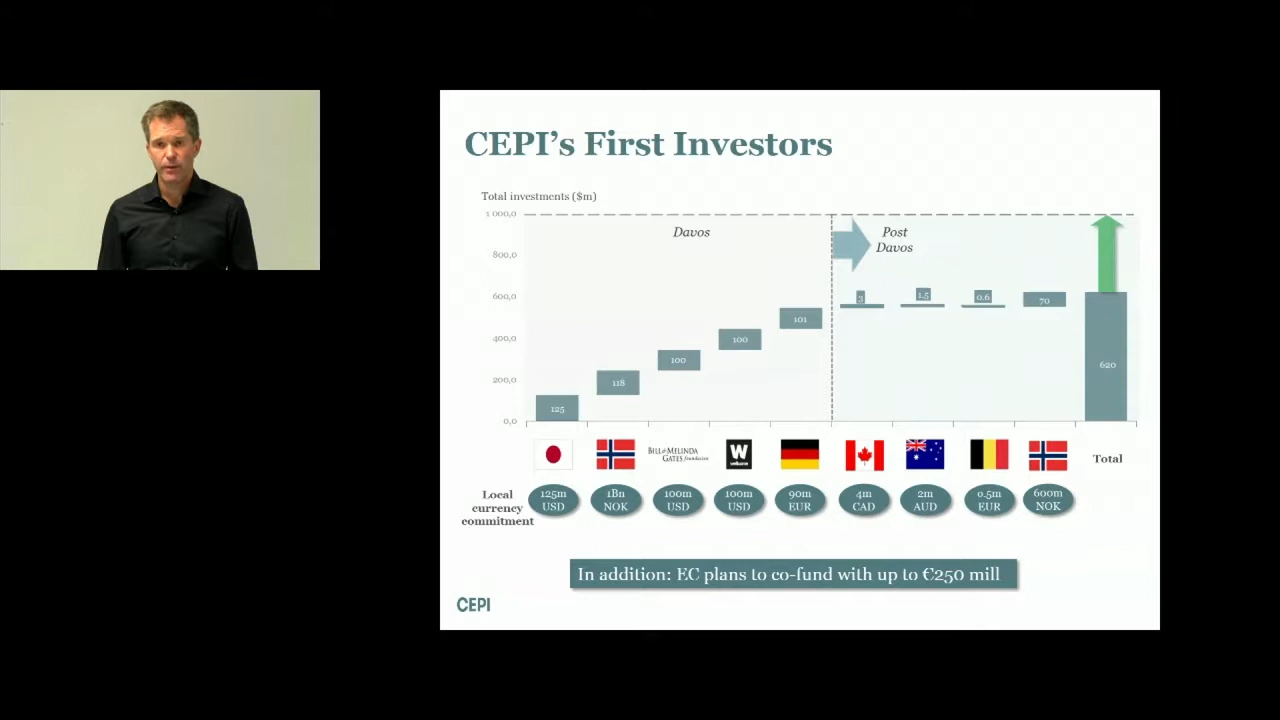 CEPI's First Investors
Total investments ($m)
1 000,0
800,0
600,0
400,0
200,0
0,0
Davos
Post
Davos
125
118
100
100
101
3
1.5
0.6
70
620
BILL & MELINDA
GATES foundation
W
wellcome
Total
Local
currency
commitment
125m
USD
1Bn
NOK
100m
USD
100m
USD
90m
EUR
4m
CAD
2m
AUD
0.5m
EUR
600m
NOK
In addition: EC plans to co-fund with up to €250 mill
CEPI